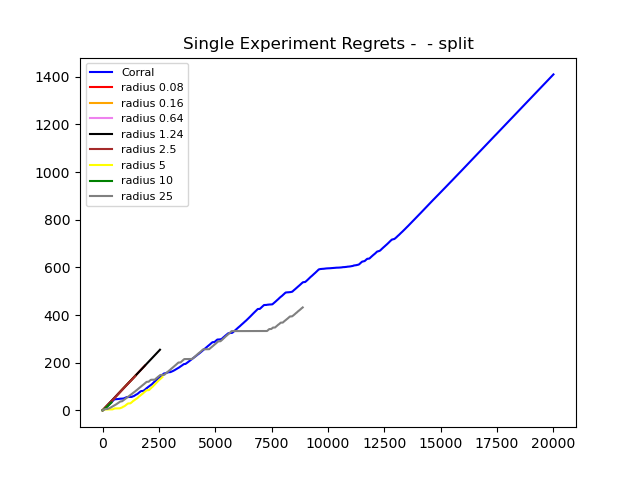 Single Experiment Regrets -  - split
Corral
radius 0.08
radius 0.16
radius 0.64
radius 1.24
radius 2.5
radius 5
radius 10
radius 25
1400
1200
1000
800
600
400
200
0
0 2500 5000 7500 10000 12500 15000 17500 20000